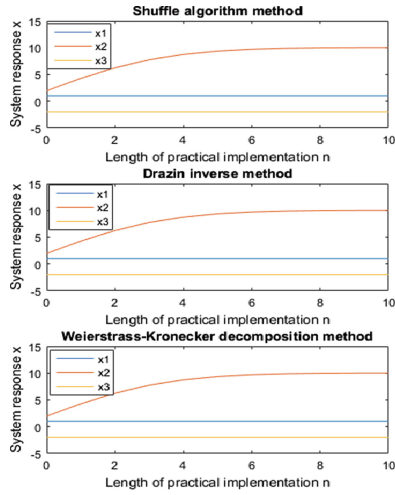 Shuffle algorithm method
System response x
15
10
5
0
-5
x1
x2
x3
0 2 4 6 8 10
Length of practical implementation n
Drazin inverse method
System response x
15
10
5
0
-5
x1
x2
x3
0 2 4 6 8 10
Length of practical implementation n
Weierstrass-Kronecker decomposition method
System response x
15
10
5
0
-5
x1
x2
x3
0 2 4 6 8 10
Length of practical implementation n